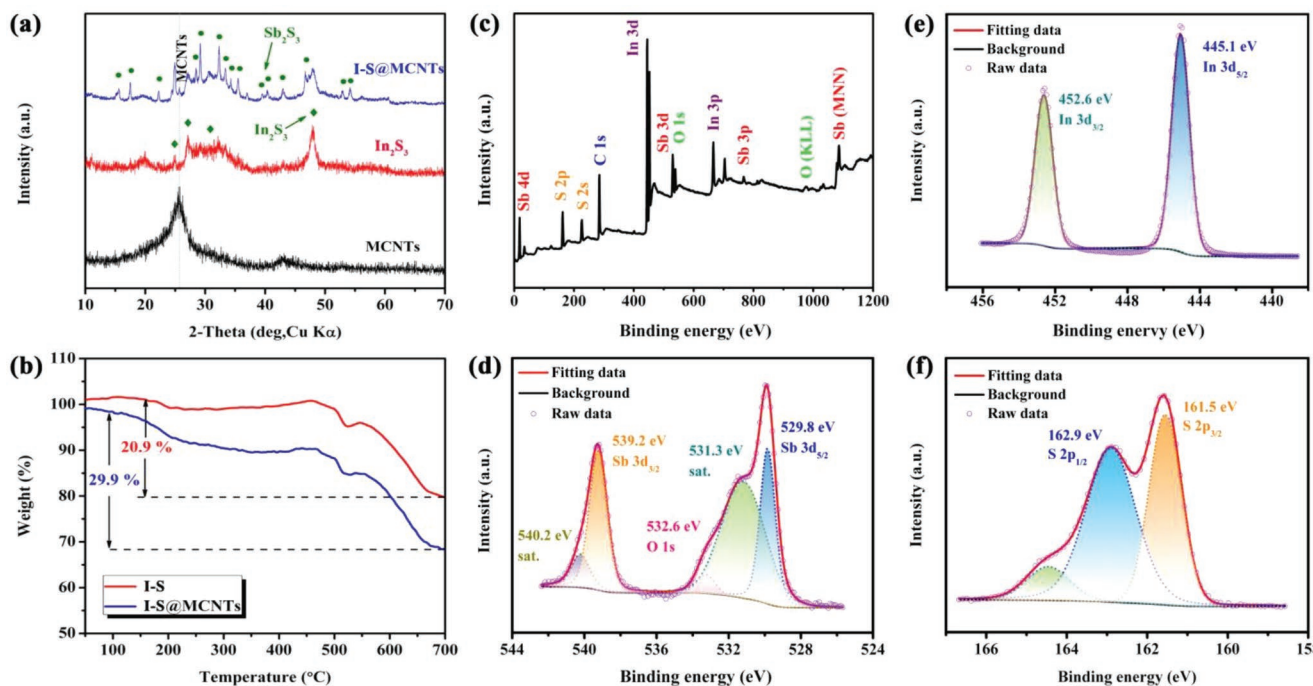 (a)
Intensity (a.u.)
MCNTs
Sb2S3
I-S@MCNTs
In2S3
In2S3
MCNTs
10 20 30 40 50 60 70
2-Theta (deg,Cu Kα)
(b)
Weight (%)
110
100
90
80
70
60
50
20.9 %
29.9 %
I-S
I-S@MCNTs
100 200 300 400 500 600 700
Temperature (°C)
(c)
Intensity (a.u.)
Sb 4d
S 2p
S 2s
C 1s
In 3d
Sb 3d
O 1s
In 3p
Sb 3p
O (KLL)
Sb (MNN)
0 200 400 600 800 1000 1200
Binding energy (eV)
(d)
Intensity (a.u.)
Fitting data
Background
Raw data
539.2 eV
Sb 3d3/2
540.2 eV
sat.
532.6 eV
O 1s
531.3 eV
sat.
529.8 eV
Sb 3d5/2
544 540 536 532 528 524
Binding energy (eV)
(e)
Intensity (a.u.)
Fitting data
Background
Raw data
452.6 eV
In 3d3/2
445.1 eV
In 3d5/2
456 452 448 444 440
Binding enervy (eV)
(f)
Intensity (a.u.)
Fitting data
Background
Raw data
162.9 eV
S 2p1/2
161.5 eV
S 2p3/2
166 164 162 160 15
Binding energy (eV)